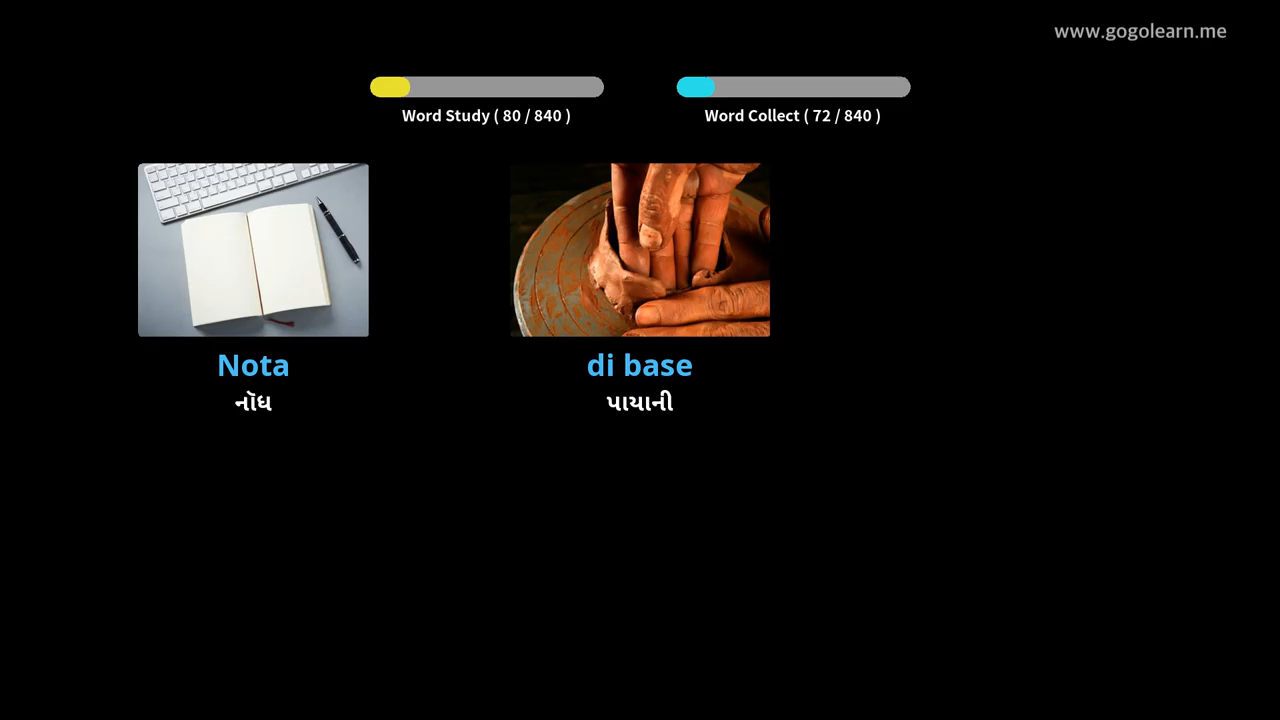 www.gogolearn.me
Word Study ( 80 / 840 )
Word Collect ( 72 / 840 )
Nota
નૉધ
di base
પાયાની